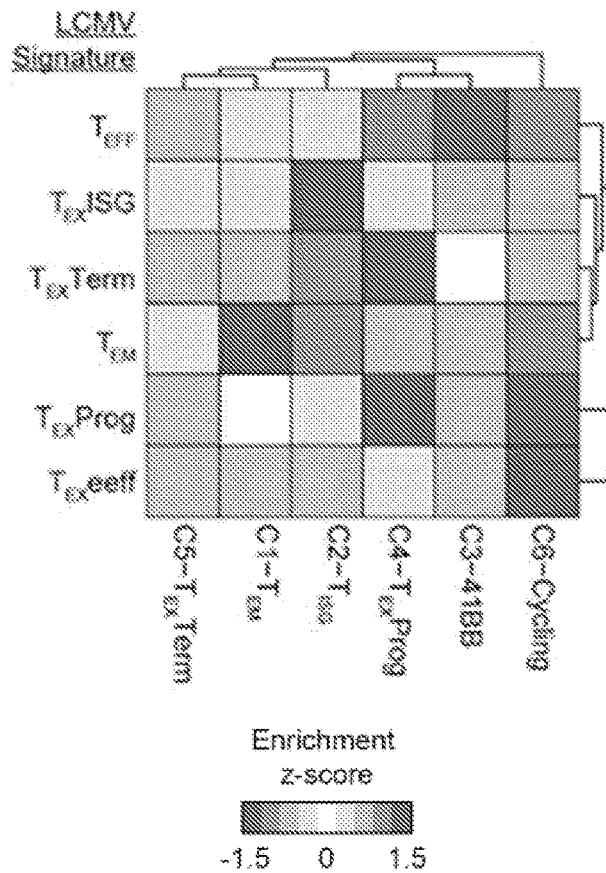 LCMV
Signature
TEFF
TEXISG
TEXTerm
TEM
TEXProg
TEXeeff
C5~TEXTerm
C1~TEM
C2~TISG
C4~TEXProg
C3~41BB
C6~Cycling
Enrichment
z-score
-1.5 0 1.5